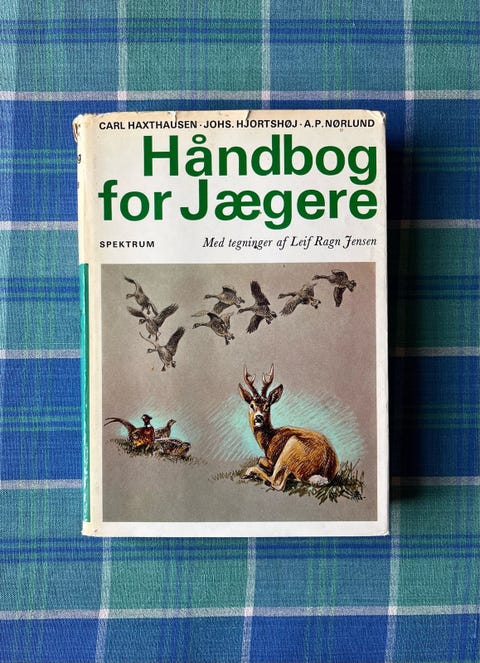 CARL HAXTHAUSEN · JOHS. HJORTSHØJ · A.P. NØRLUND
Håndbog
for Jægere
SPEKTRUM Med tegninger af Leif Ragn Jensen